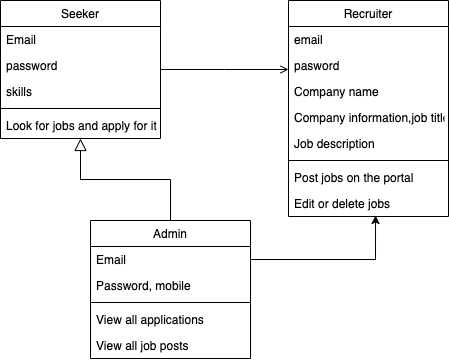 Seeker
Email
password
skills
Look for jobs and apply for it
Recruiter
email
pasword
Company name
Company information,job title
Job description
Post jobs on the portal
Edit or delete jobs
Admin
Email
Password, mobile
View all applications
View all job posts